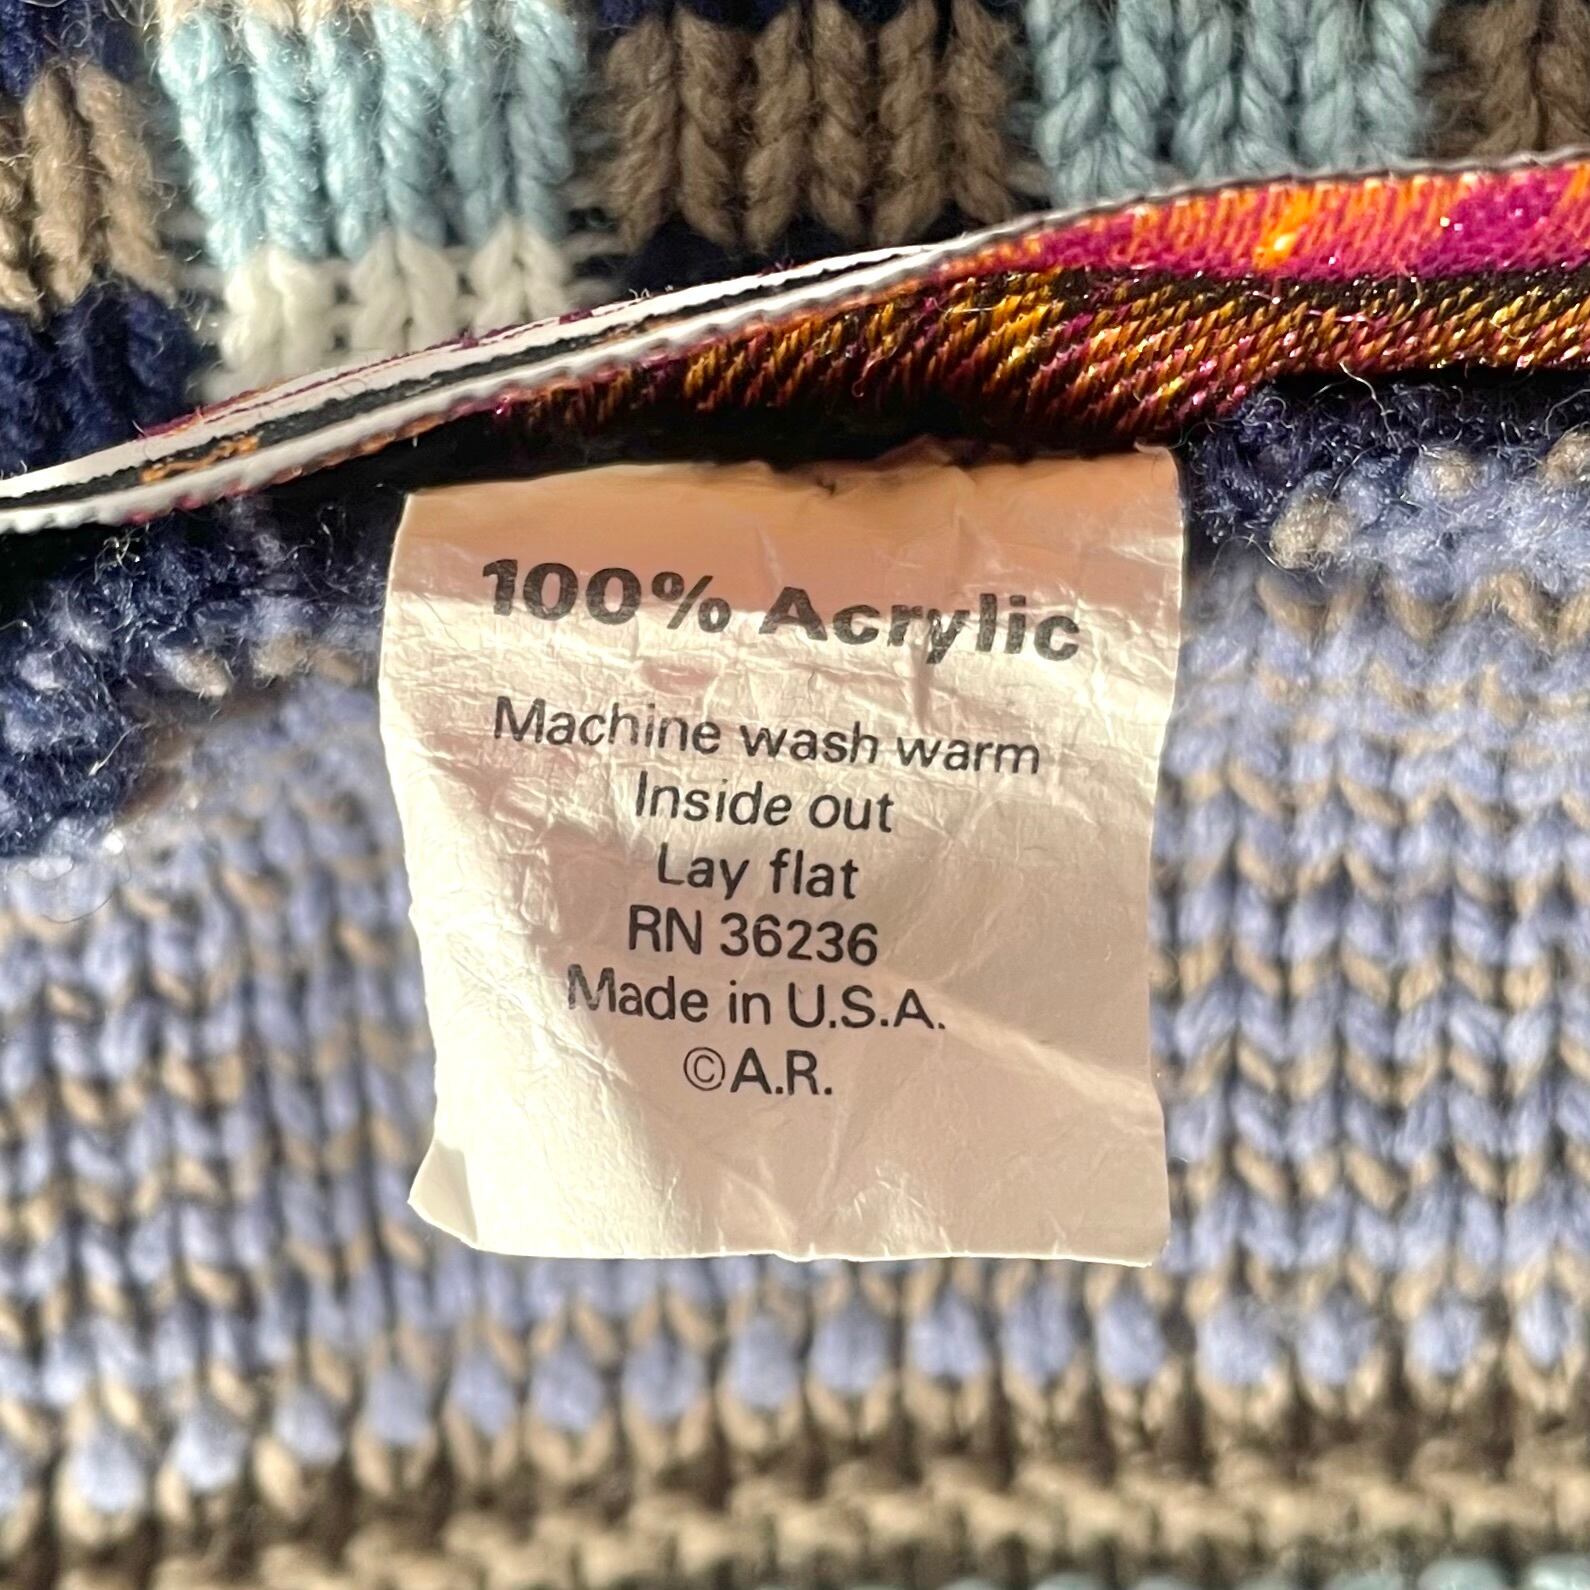 100% Acrylic
Machine wash warm
Inside out
Lay flat
RN 36236
Made in U.S.A.
©A.R.